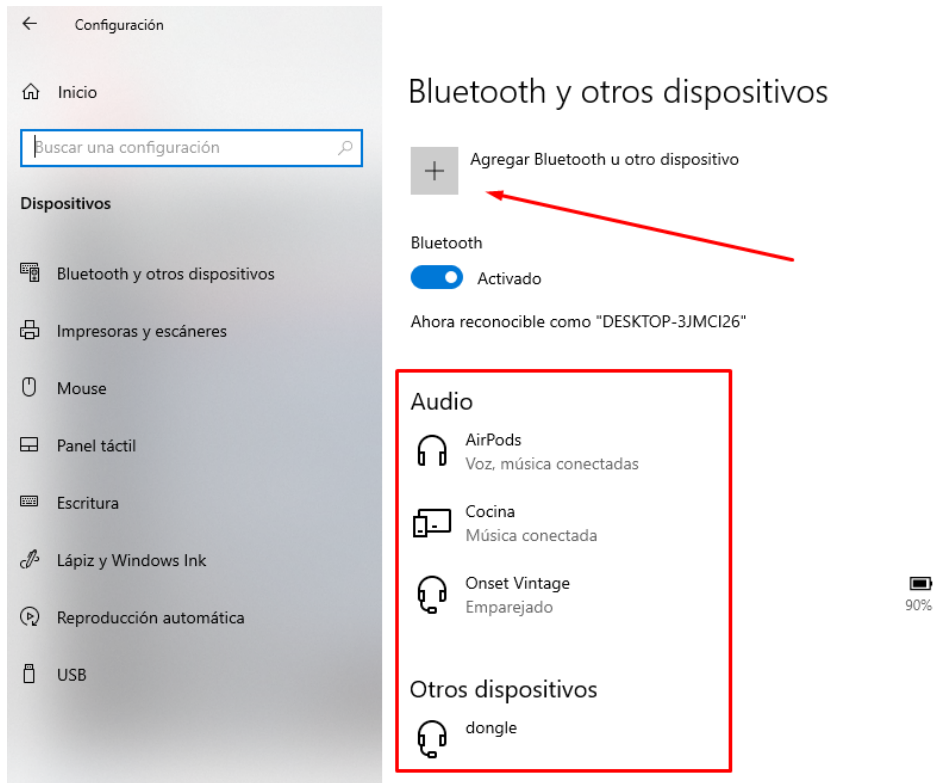 Configuración
Inicio
Buscar una configuración
Dispositivos
Bluetooth y otros dispositivos
Impresoras y escáneres
Mouse
Panel táctil
Escritura
Lápiz y Windows Ink
Reproducción automática
USB
Bluetooth y otros dispositivos
Agregar Bluetooth u otro dispositivo
Bluetooth
Activado
Ahora reconocible como "DESKTOP-3JMCI26"
Audio
AirPods
Voz, música conectadas
Cocina
Música conectada
Onset Vintage
Emparejado
90%
Otros dispositivos
dongle